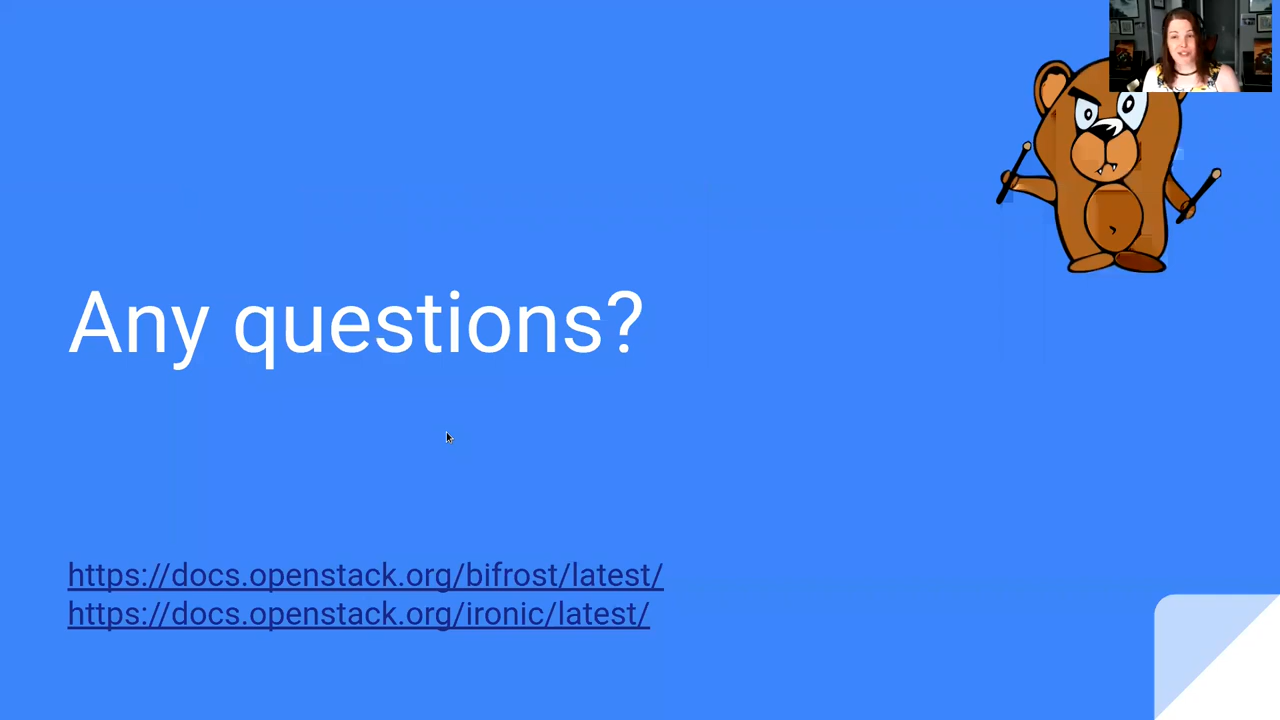 Any questions?
https://docs.openstack.org/bifrost/latest/
https://docs.openstack.org/ironic/latest/